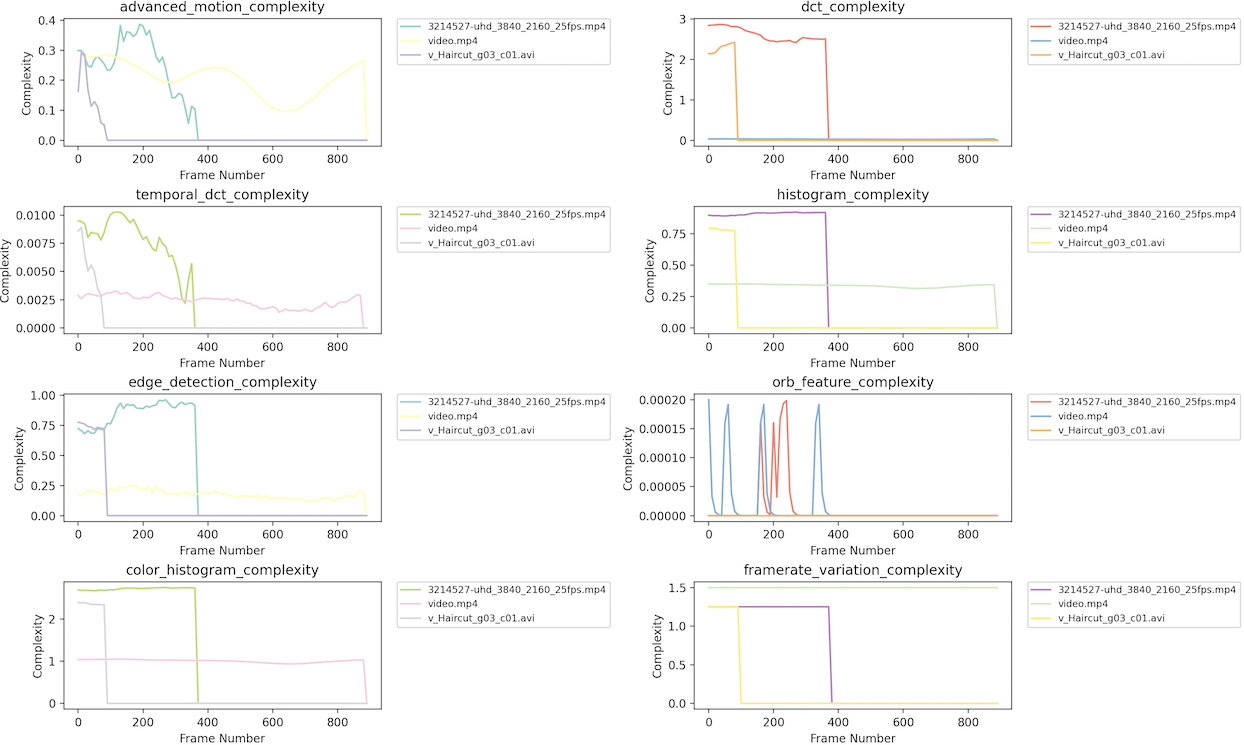 advanced_motion_complexity
0.4
0.3
0.2
0.1
0.0
Complexity
0 200 400 600 800
Frame Number
3214527-uhd_3840_2160_25fps.mp4
video.mp4
v_Haircut_g03_c01.avi
dct_complexity
3
2
1
0
Complexity
0 200 400 600 800
Frame Number
3214527-uhd_3840_2160_25fps.mp4
video.mp4
v_Haircut_g03_c01.avi
temporal_dct_complexity
0.0100
0.0075
0.0050
0.0025
0.0000
Complexity
0 200 400 600 800
Frame Number
3214527-uhd_3840_2160_25fps.mp4
video.mp4
v_Haircut_g03_c01.avi
histogram_complexity
0.75
0.50
0.25
0.00
Complexity
0 200 400 600 800
Frame Number
3214527-uhd_3840_2160_25fps.mp4
video.mp4
v_Haircut_g03_c01.avi
edge_detection_complexity
1.00
0.75
0.50
0.25
0.00
Complexity
0 200 400 600 800
Frame Number
3214527-uhd_3840_2160_25fps.mp4
video.mp4
v_Haircut_g03_c01.avi
orb_feature_complexity
0.00020
0.00015
0.00010
0.00005
0.00000
Complexity
0 200 400 600 800
Frame Number
3214527-uhd_3840_2160_25fps.mp4
video.mp4
v_Haircut_g03_c01.avi
color_histogram_complexity
2
1
0
Complexity
0 200 400 600 800
Frame Number
3214527-uhd_3840_2160_25fps.mp4
video.mp4
v_Haircut_g03_c01.avi
framerate_variation_complexity
1.5
1.0
0.5
0.0
Complexity
0 200 400 600 800
Frame Number
3214527-uhd_3840_2160_25fps.mp4
video.mp4
v_Haircut_g03_c01.avi